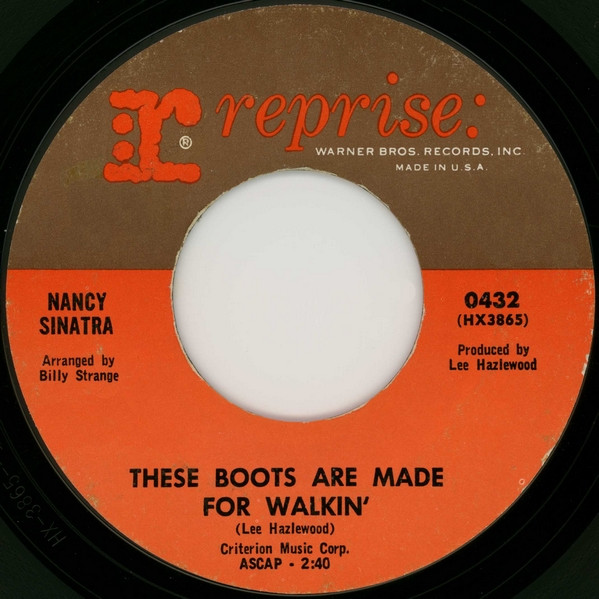 r®
reprise:
WARNER BROS. RECORDS, INC.
MADE IN U.S.A.
NANCY
SINATRA
Arranged by
Billy Strange
0432
(HX3865)
Produced by
Lee Hazlewood
THESE BOOTS ARE MADE
FOR WALKIN'
(Lee Hazlewood)
Criterion Music Corp.
ASCAP - 2:40
HX-3865-